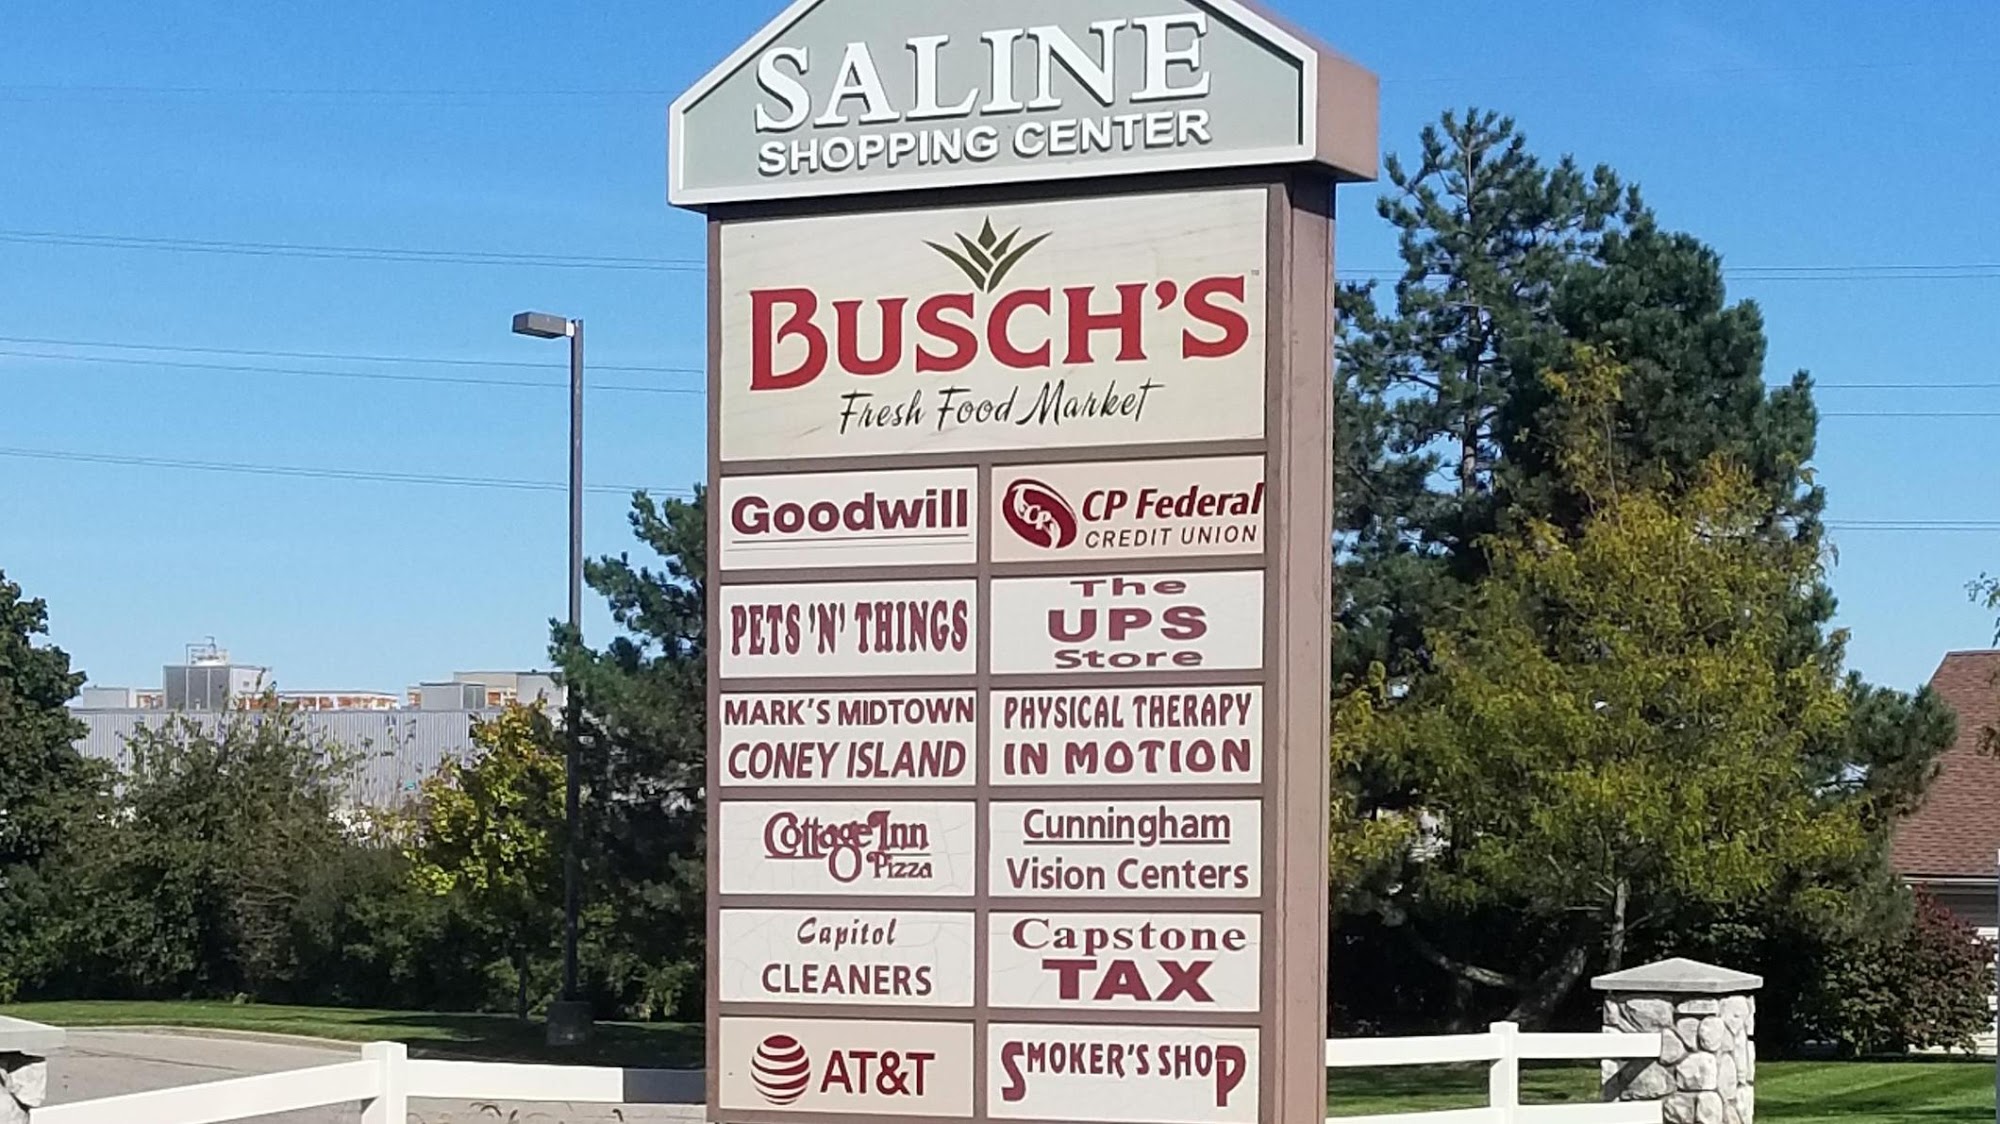 SALINE
SHOPPING CENTER
BUSCH'S™
Fresh Food Market
Goodwill
CP Federal
CREDIT UNION
PETS 'N' THINGS
The
UPS
Store
MARK'S MIDTOWN
CONEY ISLAND
PHYSICAL THERAPY
IN MOTION
Cottage Inn
Pizza
Cunningham
Vision Centers
Capitol
CLEANERS
Capstone
TAX
AT&T
SMOKER'S SHOP